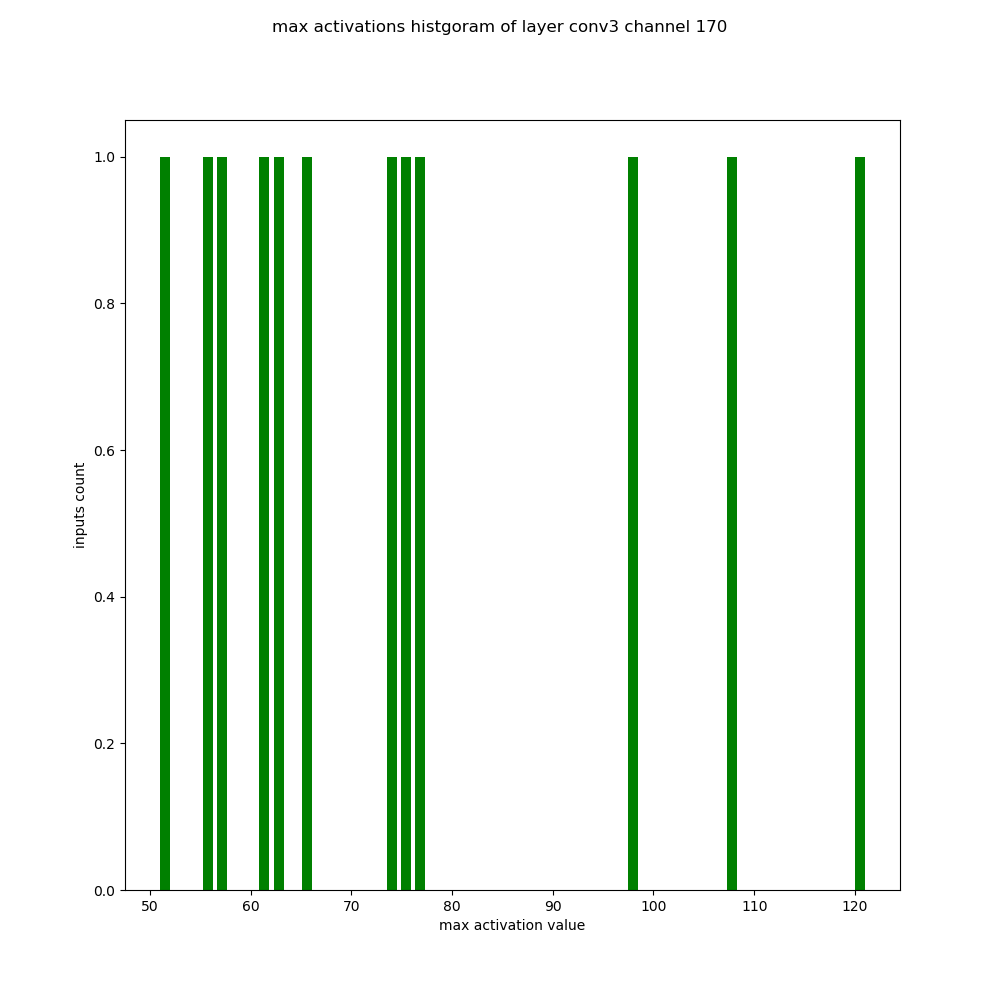 max activations histgoram of layer conv3 channel 170
1.0
0.8
0.6
0.4
0.2
0.0
inputs count
50 60 70 80 90 100 110 120
max activation value